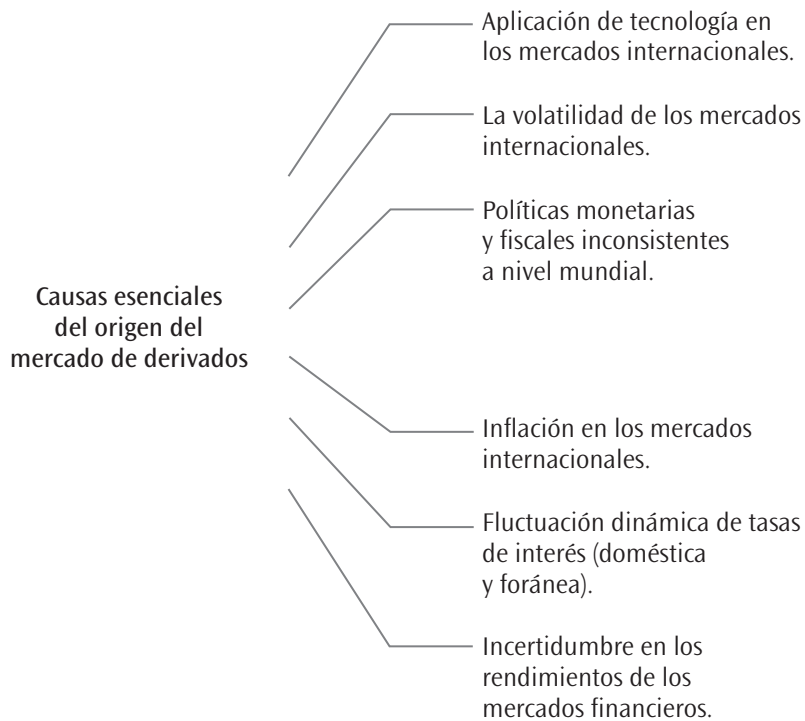 Aplicación de tecnología en
los mercados internacionales.
La volatilidad de los mercados
internacionales.
Políticas monetarias
y fiscales inconsistentes
a nivel mundial.
Causas esenciales
del origen del
mercado de derivados
Inflación en los mercados
internacionales.
Fluctuación dinámica de tasas
de interés (doméstica
y foránea).
Incertidumbre en los
rendimientos de los
mercados financieros.